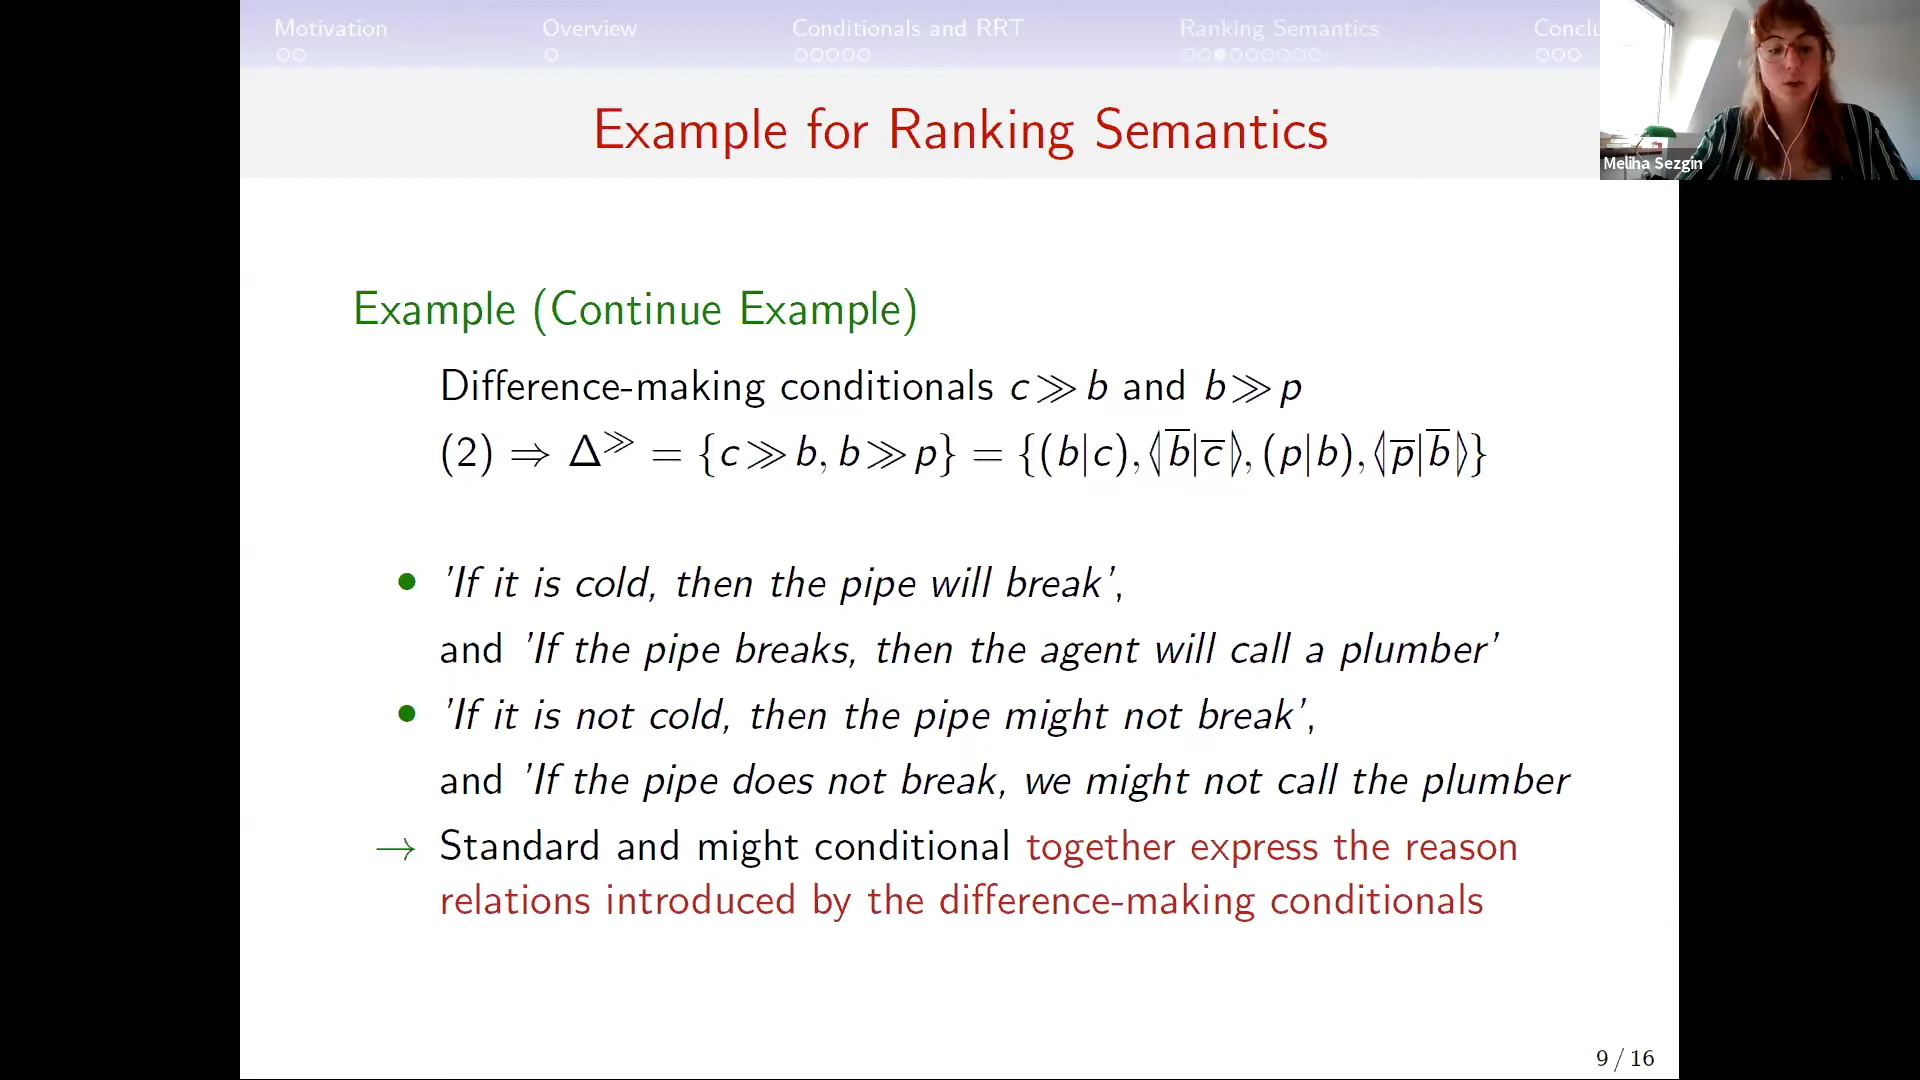 Motivation Overview Conditionals and RRT Ranking Semantics Conclu
Meliha Sezgin
Example for Ranking Semantics
Example (Continue Example)
Difference-making conditionals c ≫ b and b ≫ p
(2) ⇒ Δ^≫ = {c ≫ b, b ≫ p} = {(b|c), ⟨|b̅|c̅|⟩, (p|b), ⟨|p̅|b̅|⟩}
• 'If it is cold, then the pipe will break',
and 'If the pipe breaks, then the agent will call a plumber'
• 'If it is not cold, then the pipe might not break',
and 'If the pipe does not break, we might not call the plumber
→ Standard and might conditional together express the reason
relations introduced by the difference-making conditionals
9 / 16